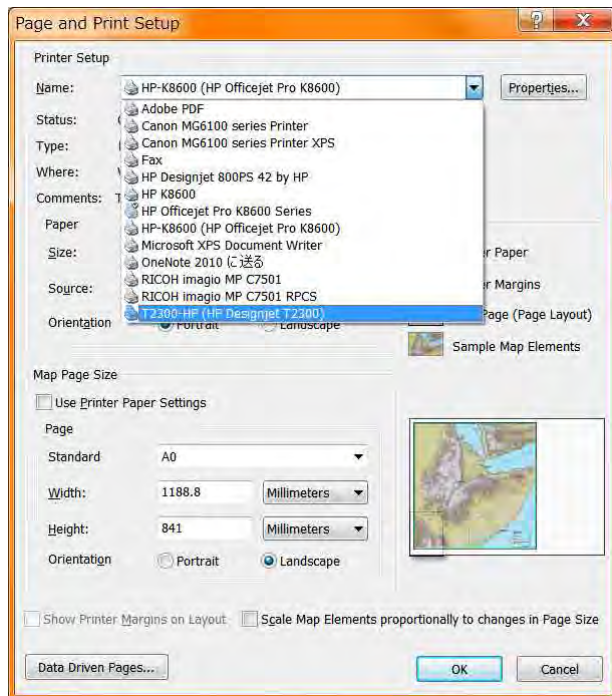 Page and Print Setup
Printer Setup
Name: HP-K8600 (HP Officejet Pro K8600) Properties...
Adobe PDF
Status:
Canon MG6100 series Printer
Canon MG6100 series Printer XPS
Type:
Fax
Where:
HP Designjet 800PS 42 by HP
Comments: T
HP K8600
HP Officejet Pro K8600 Series
Paper
HP-K8600 (HP Officejet Pro K8600)
Size:
Microsoft XPS Document Writer
r Paper
OneNote 2010 に送る
Source:
RICOH imagio MP C7501
r Margins
RICOH imagio MP C7501 RPCS
T2300-HP (HP Designjet T2300)
Page (Page Layout)
Orientation Portrait Landscape
Sample Map Elements
Map Page Size
Use Printer Paper Settings
Page
Standard A0
Width: 1188.8 Millimeters
Height: 841 Millimeters
Orientation Portrait Landscape
Show Printer Margins on Layout Scale Map Elements proportionally to changes in Page Size
Data Driven Pages... OK Cancel